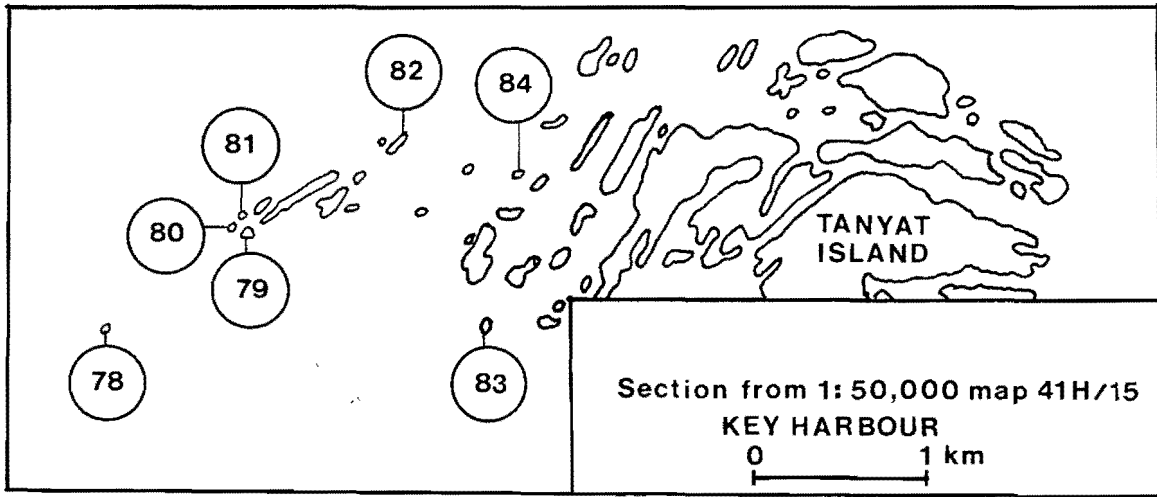 82
84
81
80
79
78
83
TANYAT
ISLAND
Section from 1:50,000 map 41H/15
KEY HARBOUR
0 1 km